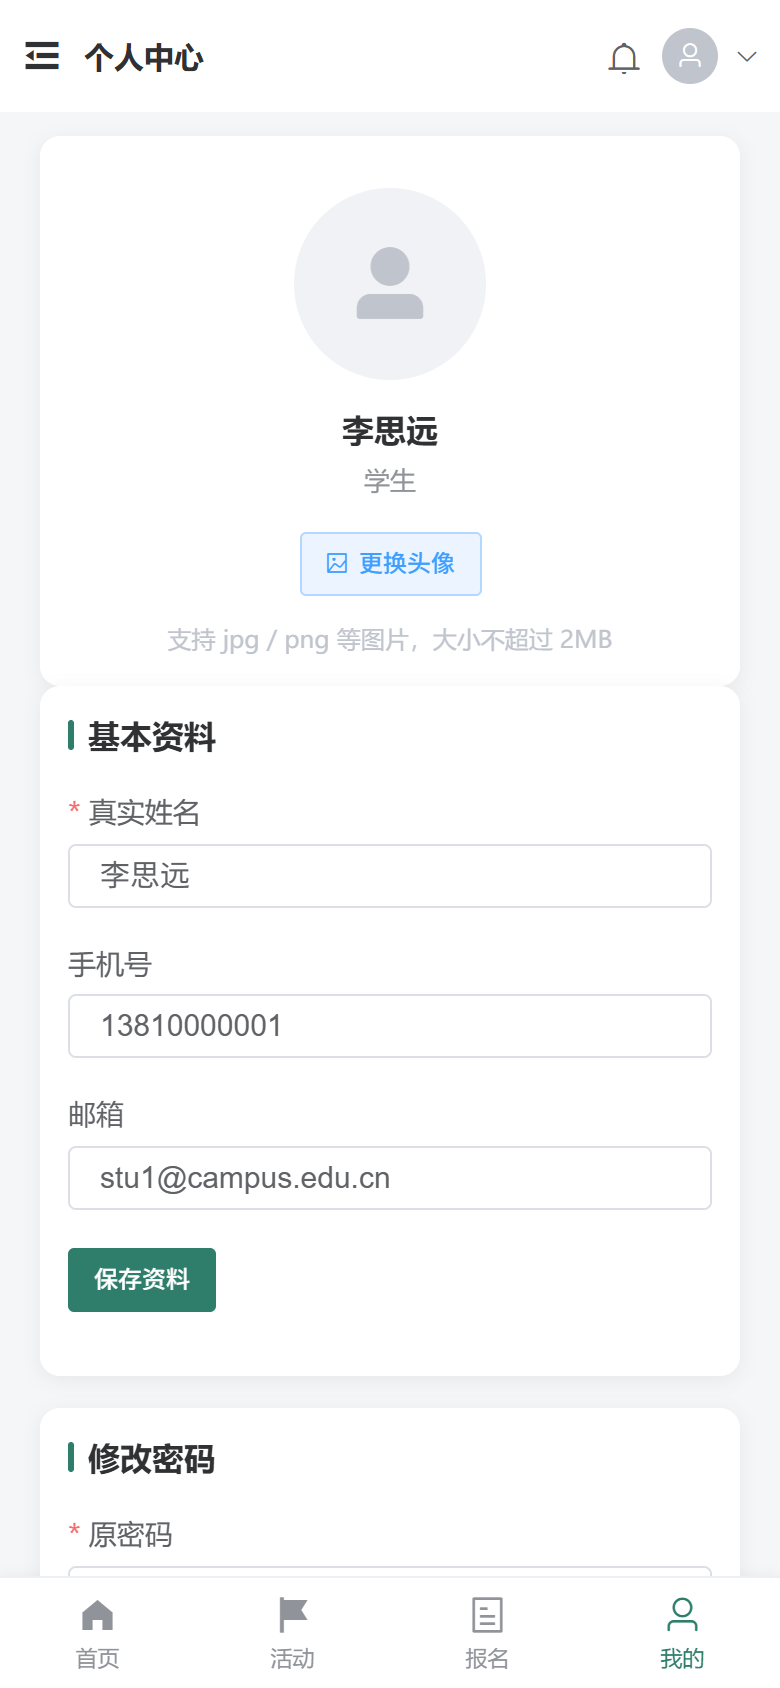 个人中心
李思远
学生
更换头像
支持 jpg / png 等图片，大小不超过 2MB
基本资料
* 真实姓名
李思远
手机号
13810000001
邮箱
stu1@campus.edu.cn
保存资料
修改密码
* 原密码
首页
活动
报名
我的